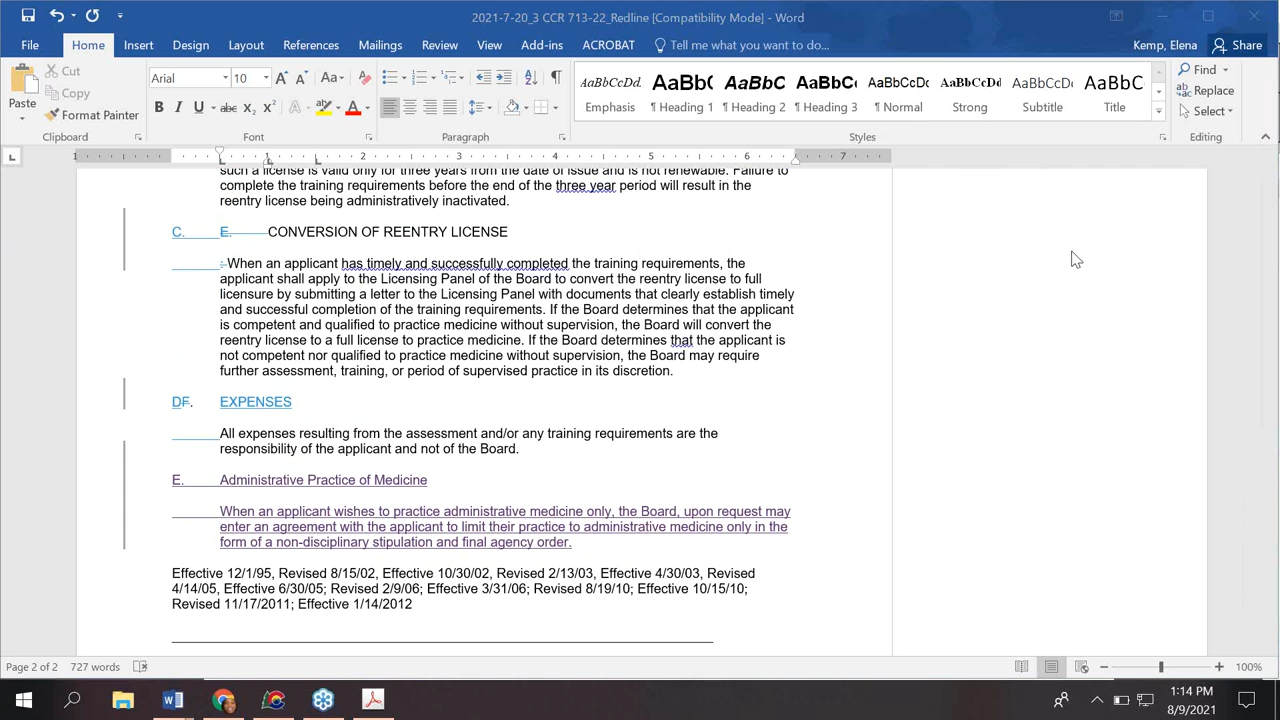 2021-7-20_3 CCR 713-22_Redline [Compatibility Mode] - Word
File Home Insert Design Layout References Mailings Review View Add-ins ACROBAT Tell me what you want to do... Kemp, Elena Share
Paste Cut Copy Format Painter
Arial 10
Emphasis ¶ Heading 1 ¶ Heading 2 ¶ Heading 3 ¶ Normal Strong Subtitle Title
Find Replace Select
Clipboard Font Paragraph Styles Editing
1 1 2 3 4 5 6 7
such a license is valid only for three years from the date of issue and is not renewable. Failure to
complete the training requirements before the end of the three year period will result in the
reentry license being administratively inactivated.
C. E. CONVERSION OF REENTRY LICENSE
: When an applicant has timely and successfully completed the training requirements, the
applicant shall apply to the Licensing Panel of the Board to convert the reentry license to full
licensure by submitting a letter to the Licensing Panel with documents that clearly establish timely
and successful completion of the training requirements. If the Board determines that the applicant
is competent and qualified to practice medicine without supervision, the Board will convert the
reentry license to a full license to practice medicine. If the Board determines that the applicant is
not competent nor qualified to practice medicine without supervision, the Board may require
further assessment, training, or period of supervised practice in its discretion.
DF. EXPENSES
All expenses resulting from the assessment and/or any training requirements are the
responsibility of the applicant and not of the Board.
E. Administrative Practice of Medicine
When an applicant wishes to practice administrative medicine only, the Board, upon request may
enter an agreement with the applicant to limit their practice to administrative medicine only in the
form of a non-disciplinary stipulation and final agency order.
Effective 12/1/95, Revised 8/15/02, Effective 10/30/02, Revised 2/13/03, Effective 4/30/03, Revised
4/14/05, Effective 6/30/05; Revised 2/9/06; Effective 3/31/06; Revised 8/19/10; Effective 10/15/10;
Revised 11/17/2011; Effective 1/14/2012
Page 2 of 2 727 words 100%
1:14 PM
8/9/2021